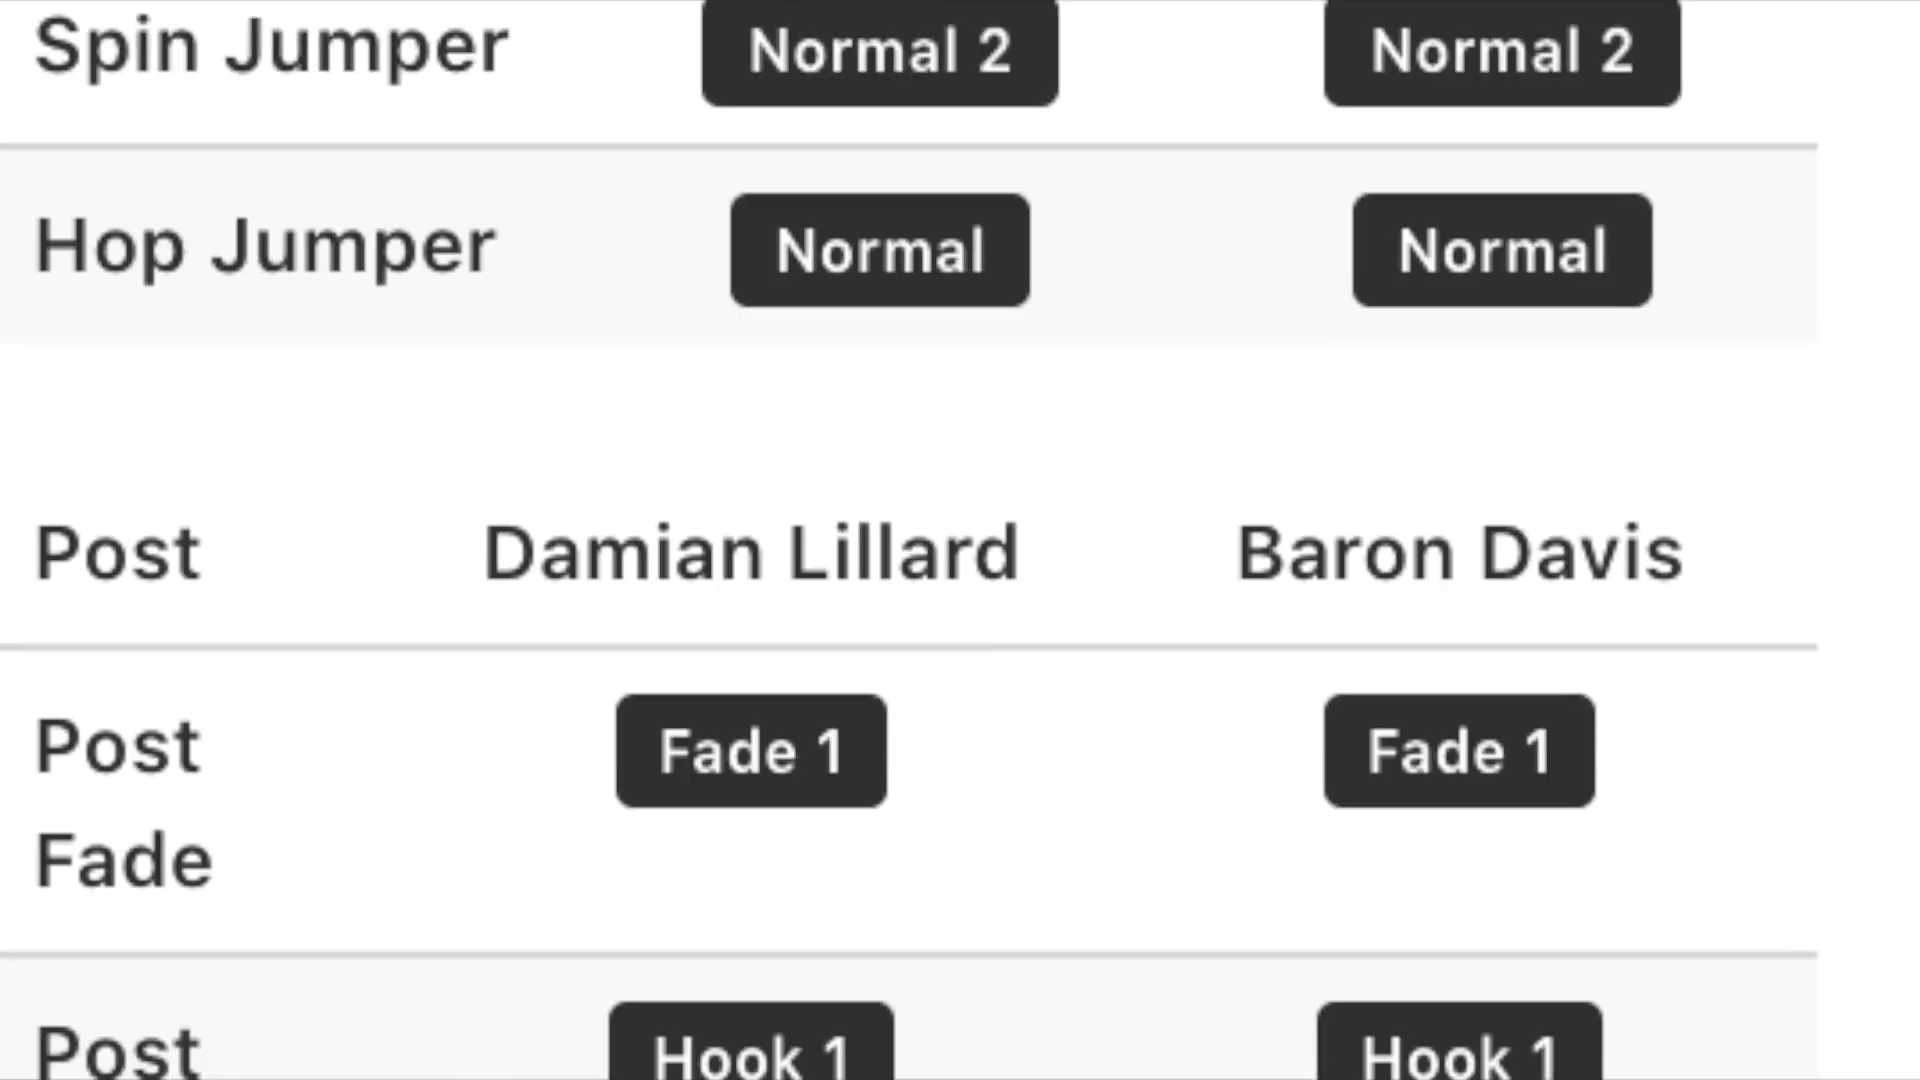 Spin Jumper Normal 2 Normal 2
Hop Jumper Normal Normal
Post Damian Lillard Baron Davis
Post Fade 1 Fade 1
Fade
Post Hook 1 Hook 1